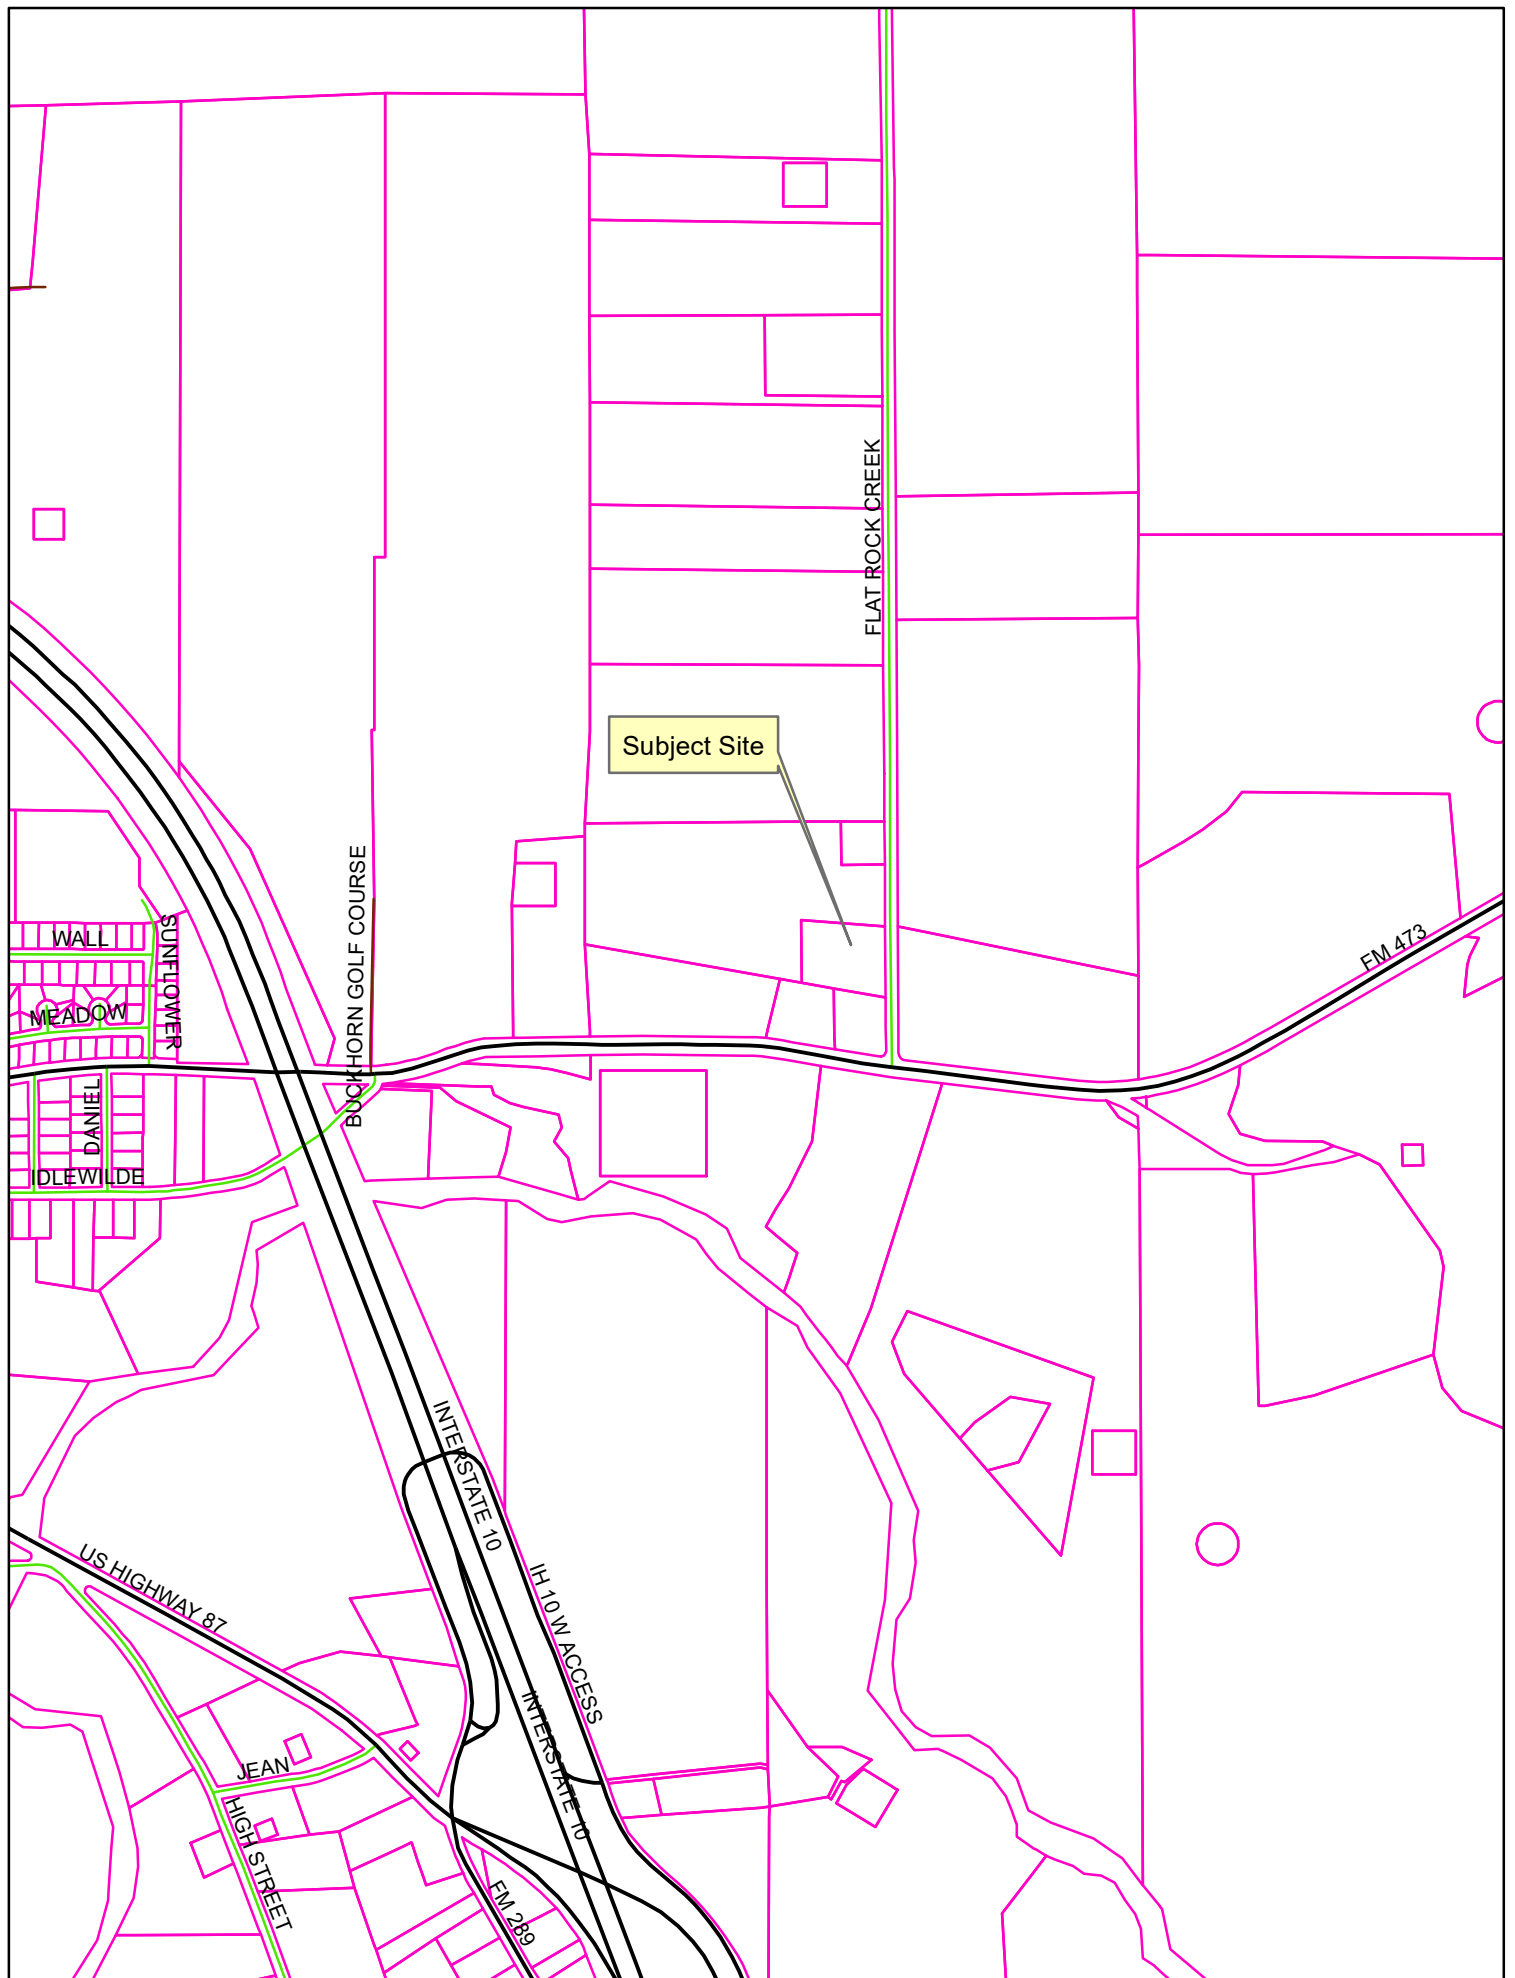 FLAT ROCK CREEK
Subject Site
BUCKHORN GOLF COURSE
WALL
SUNFLOWER
FM 473
MEADOW
DANIEL
IDLEWILDE
INTERSTATE 10
US HIGHWAY 87
IH 10 W ACCESS
INTERSTATE 10
JEAN
HIGH STREET
FM 289